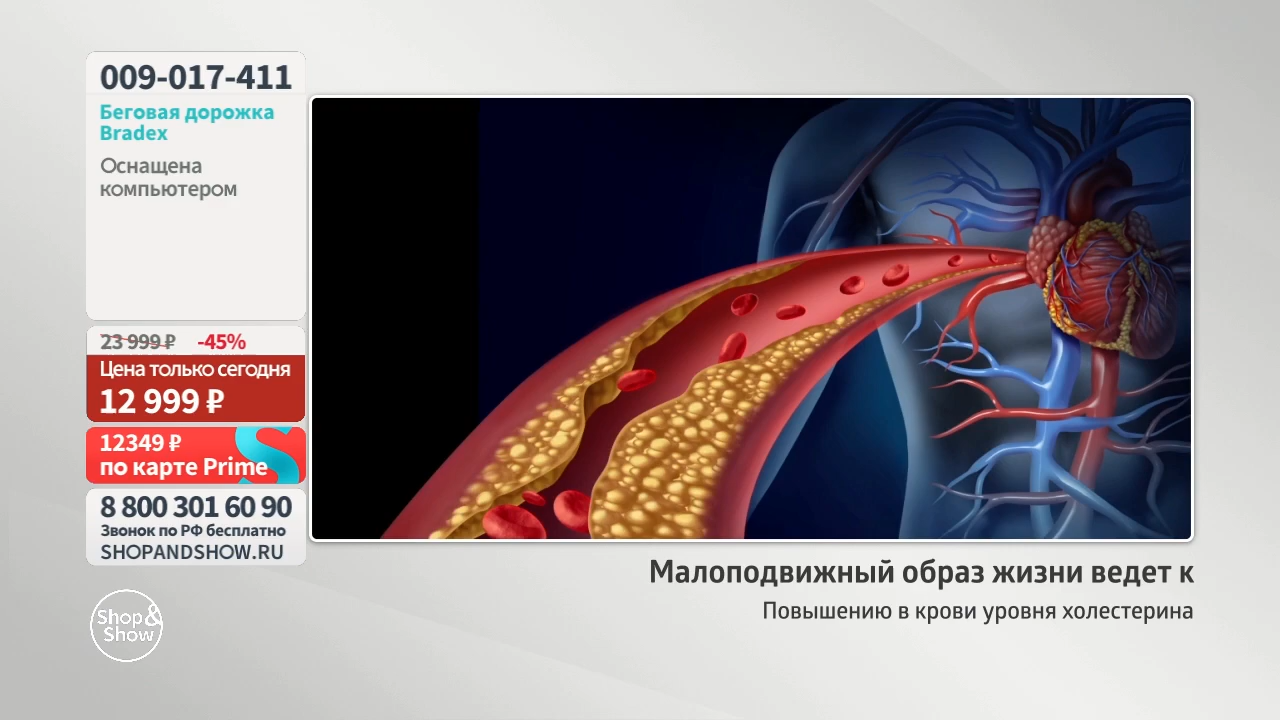 009-017-411
Беговая дорожка
Bradex
Оснащена
компьютером
23 999 ₽ -45%
Цена только сегодня
12 999 ₽
12349 ₽
по карте Prime
8 800 301 60 90
Звонок по РФ бесплатно
SHOPANDSHOW.RU
Shop&
Show
Малоподвижный образ жизни ведет к
Повышению в крови уровня холестерина